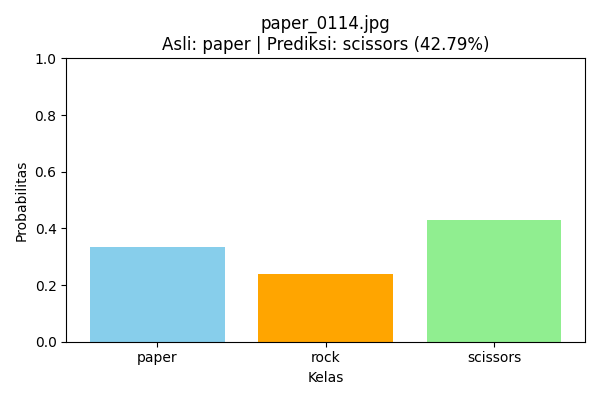 paper_0114.jpg
Asli: paper | Prediksi: scissors (42.79%)
1.0
0.8
0.6
0.4
0.2
0.0
Probabilitas
paper rock scissors
Kelas